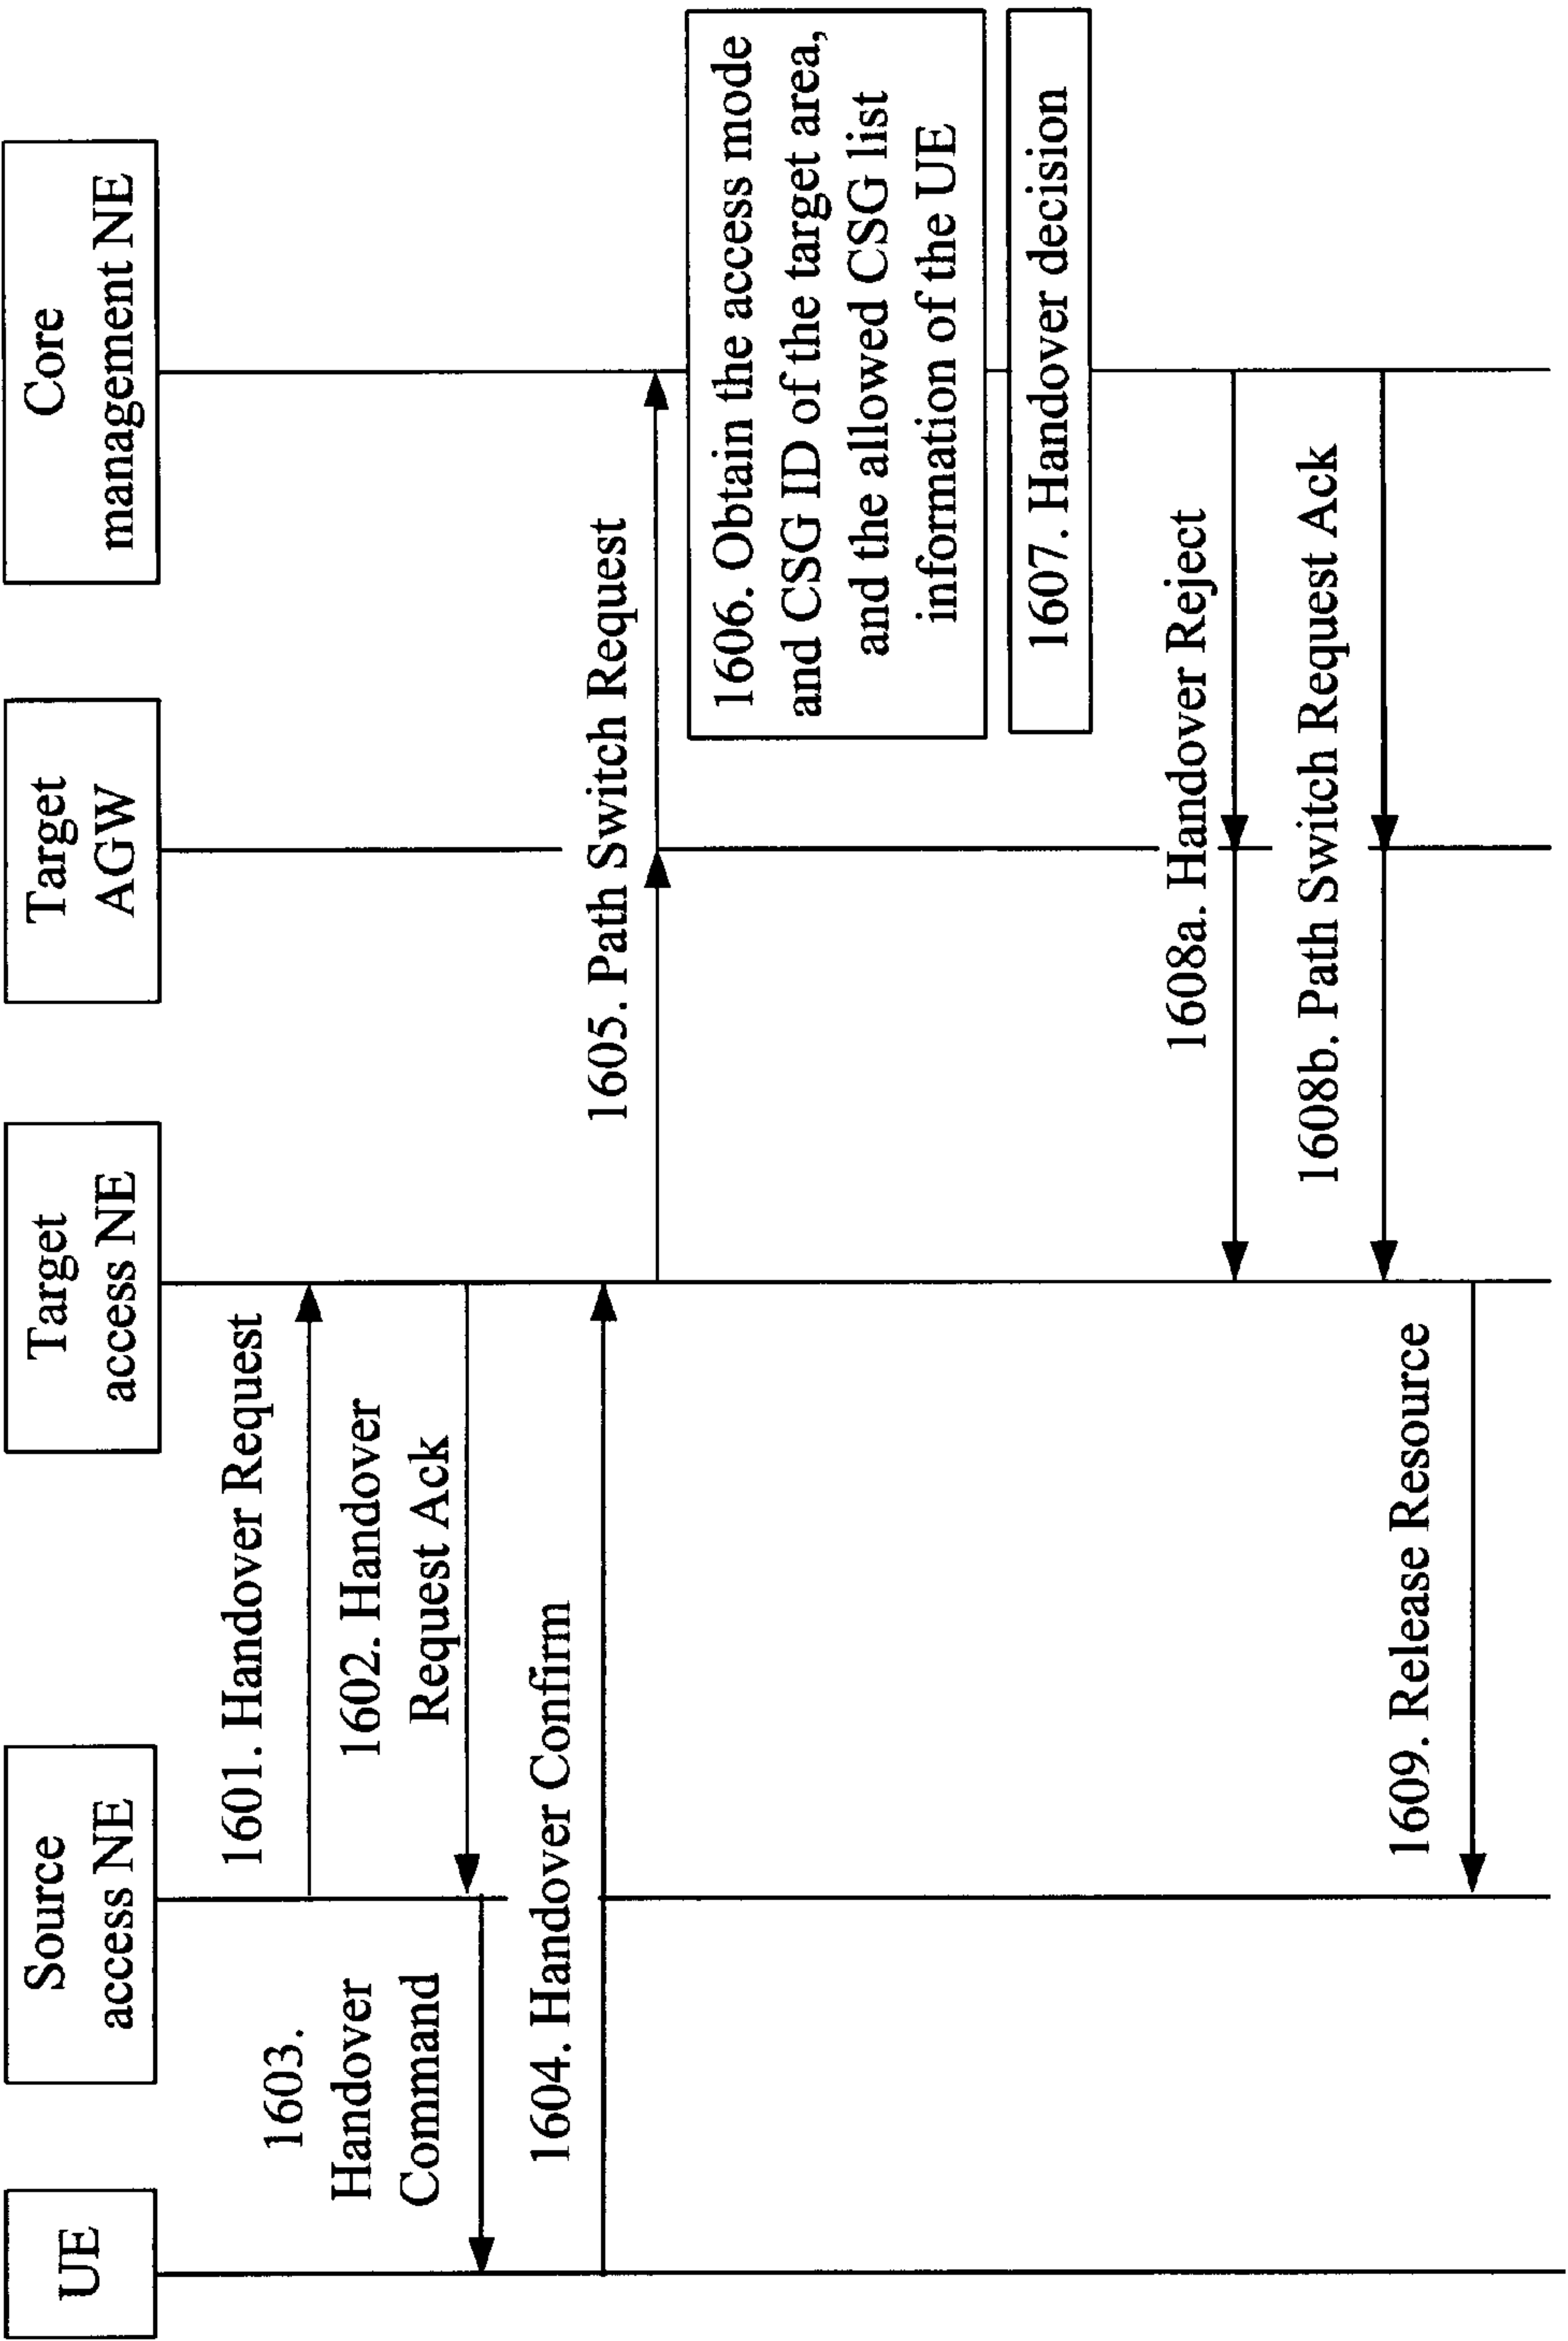 UE
Source
access NE
Target
access NE
Target
AGW
Core
management NE
1601. Handover Request
1602. Handover
Request Ack
1603.
Handover
Command
1604. Handover Confirm
1605. Path Switch Request
1606. Obtain the access mode
and CSG ID of the target area,
and the allowed CSG list
information of the UE
1607. Handover decision
1608a. Handover Reject
1608b. Path Switch Request Ack
1609. Release Resource